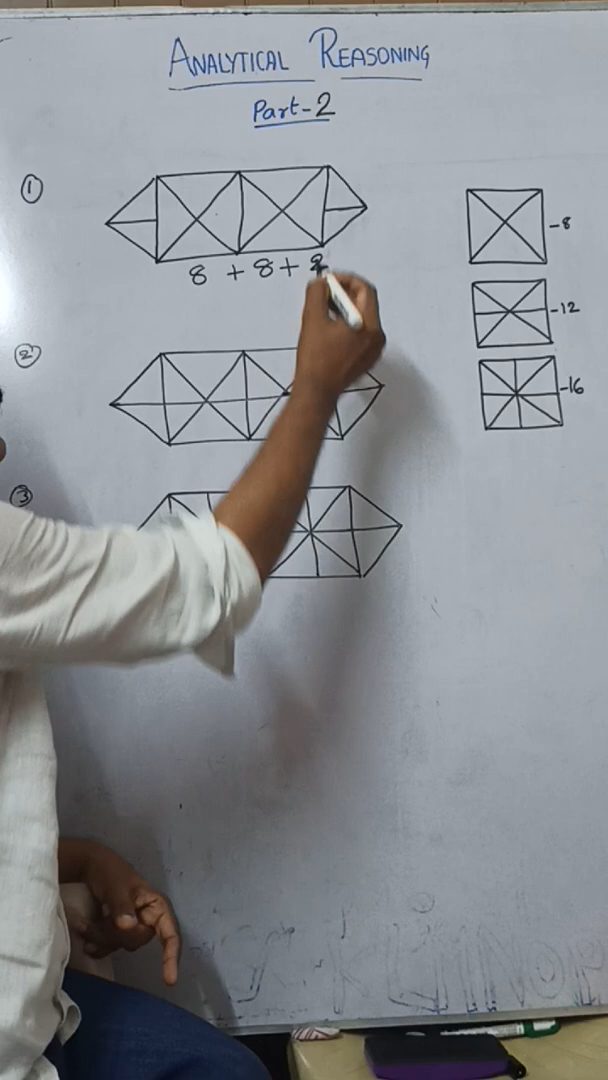 ANALYTICAL REASONING
Part-2
①
8 + 8 +
-8
-12
②
-16
③